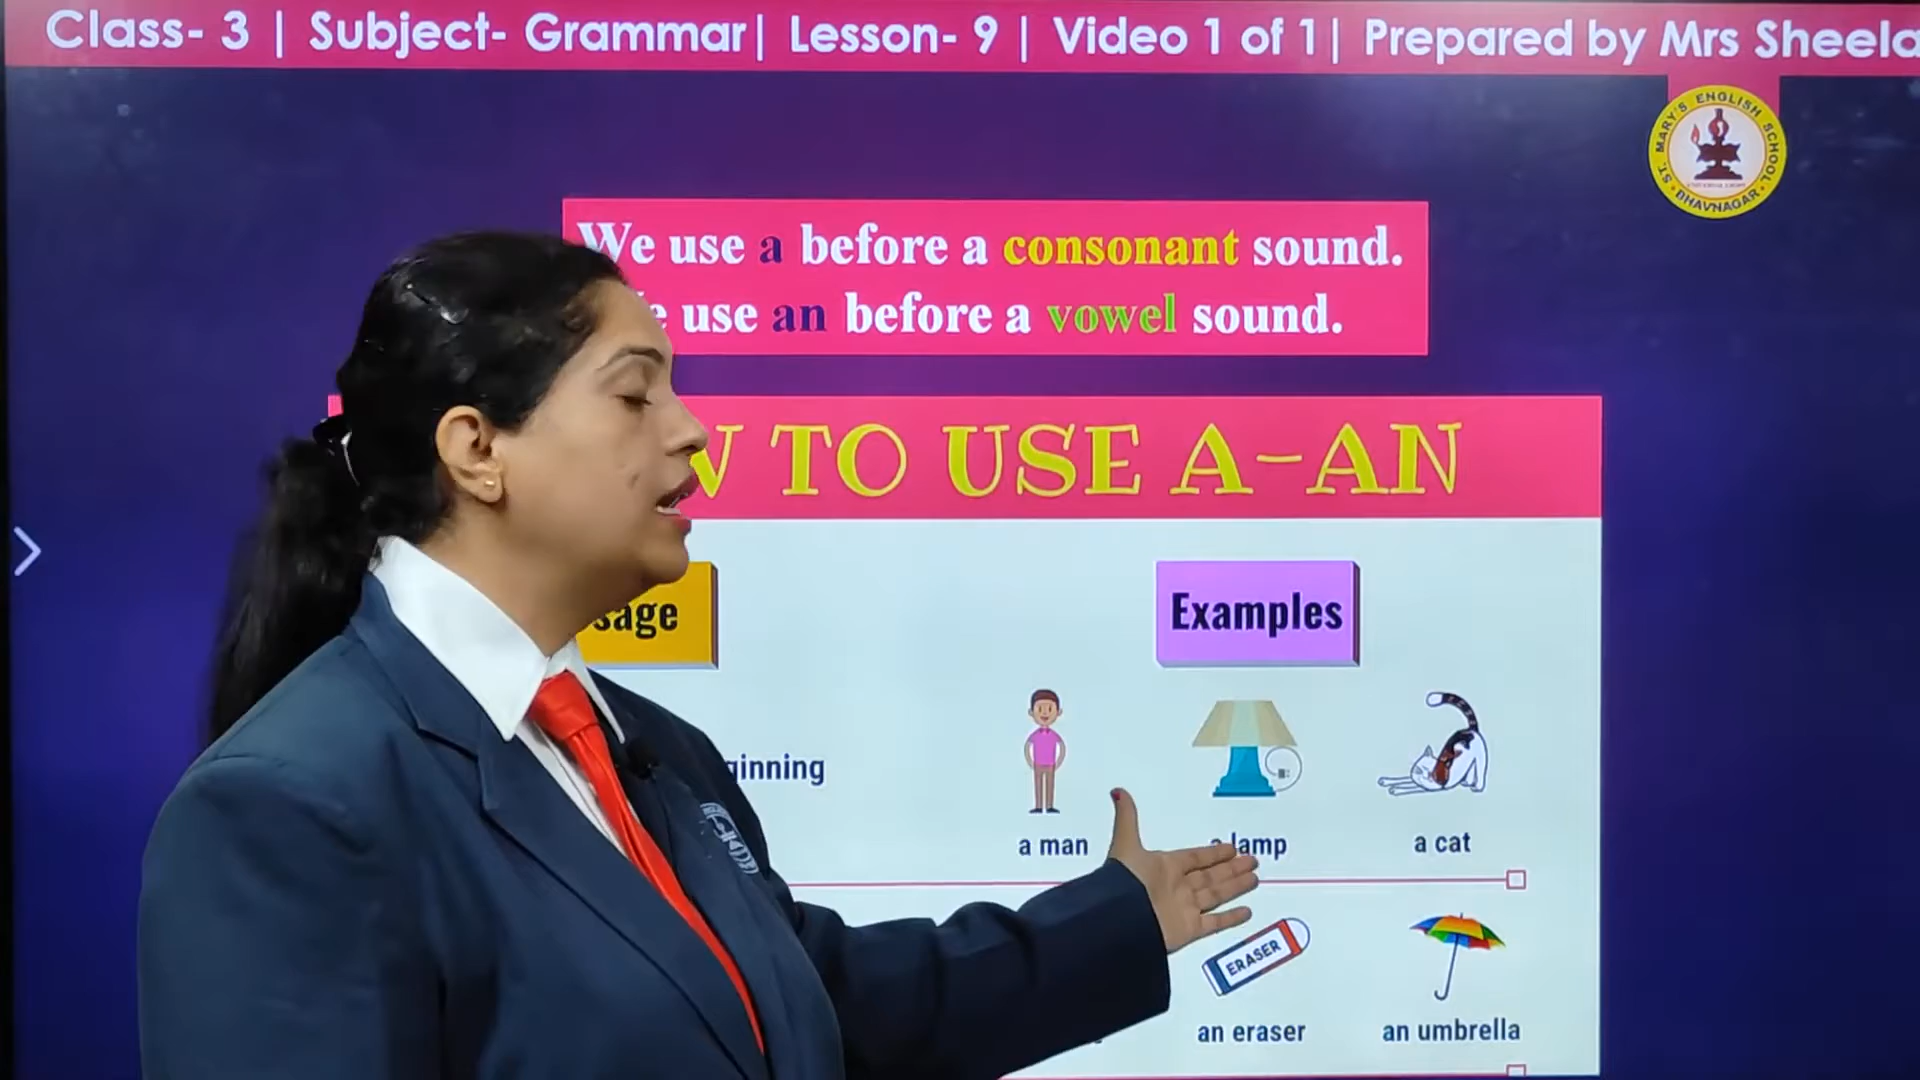 Class- 3 | Subject- Grammar| Lesson- 9 | Video 1 of 1| Prepared by Mrs Sheela
ST. MARY'S ENGLISH SCHOOL
BHAVNAGAR
We use a before a consonant sound.
use an before a vowel sound.
TO USE A-AN
Examples
a man
lamp
a cat
ERASER
an eraser
an umbrella